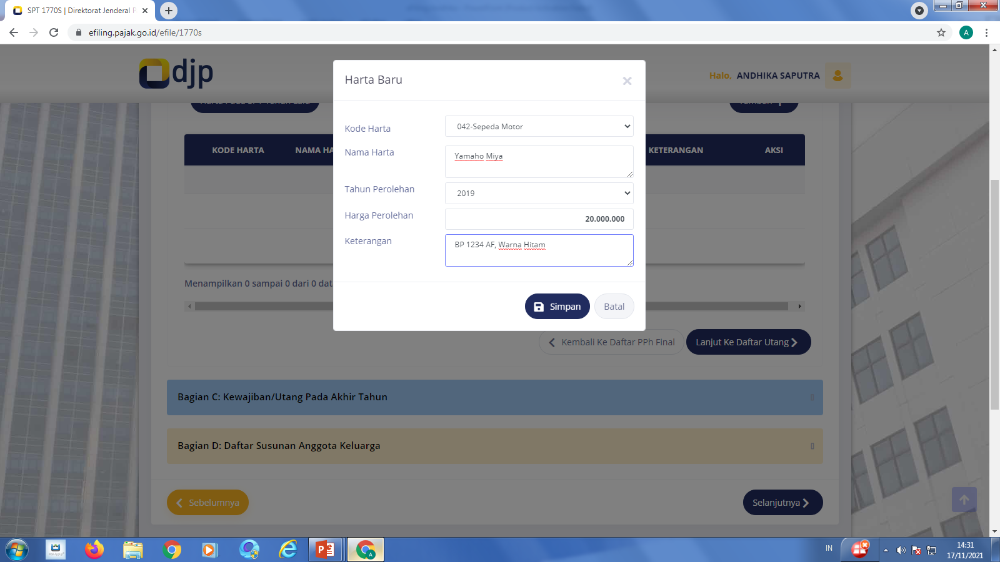 SPT 1770S | Direktorat Jenderal P
efiling.pajak.go.id/efile/1770s
A
djp
Halo, ANDHIKA SAPUTRA
Harta Baru
Kode Harta
042-Sepeda Motor
Nama Harta
Yamaho Miya
Tahun Perolehan
2019
Harga Perolehan
20.000.000
Keterangan
BP 1234 AF, Warna Hitam
Simpan
Batal
KODE HARTA
NAMA HA
KETERANGAN
AKSI
Menampilkan 0 sampai 0 dari 0 dat
Kembali Ke Daftar PPh Final
Lanjut Ke Daftar Utang
Bagian C: Kewajiban/Utang Pada Akhir Tahun
Bagian D: Daftar Susunan Anggota Keluarga
Sebelumnya
Selanjutnya
IN
14:31
17/11/2021